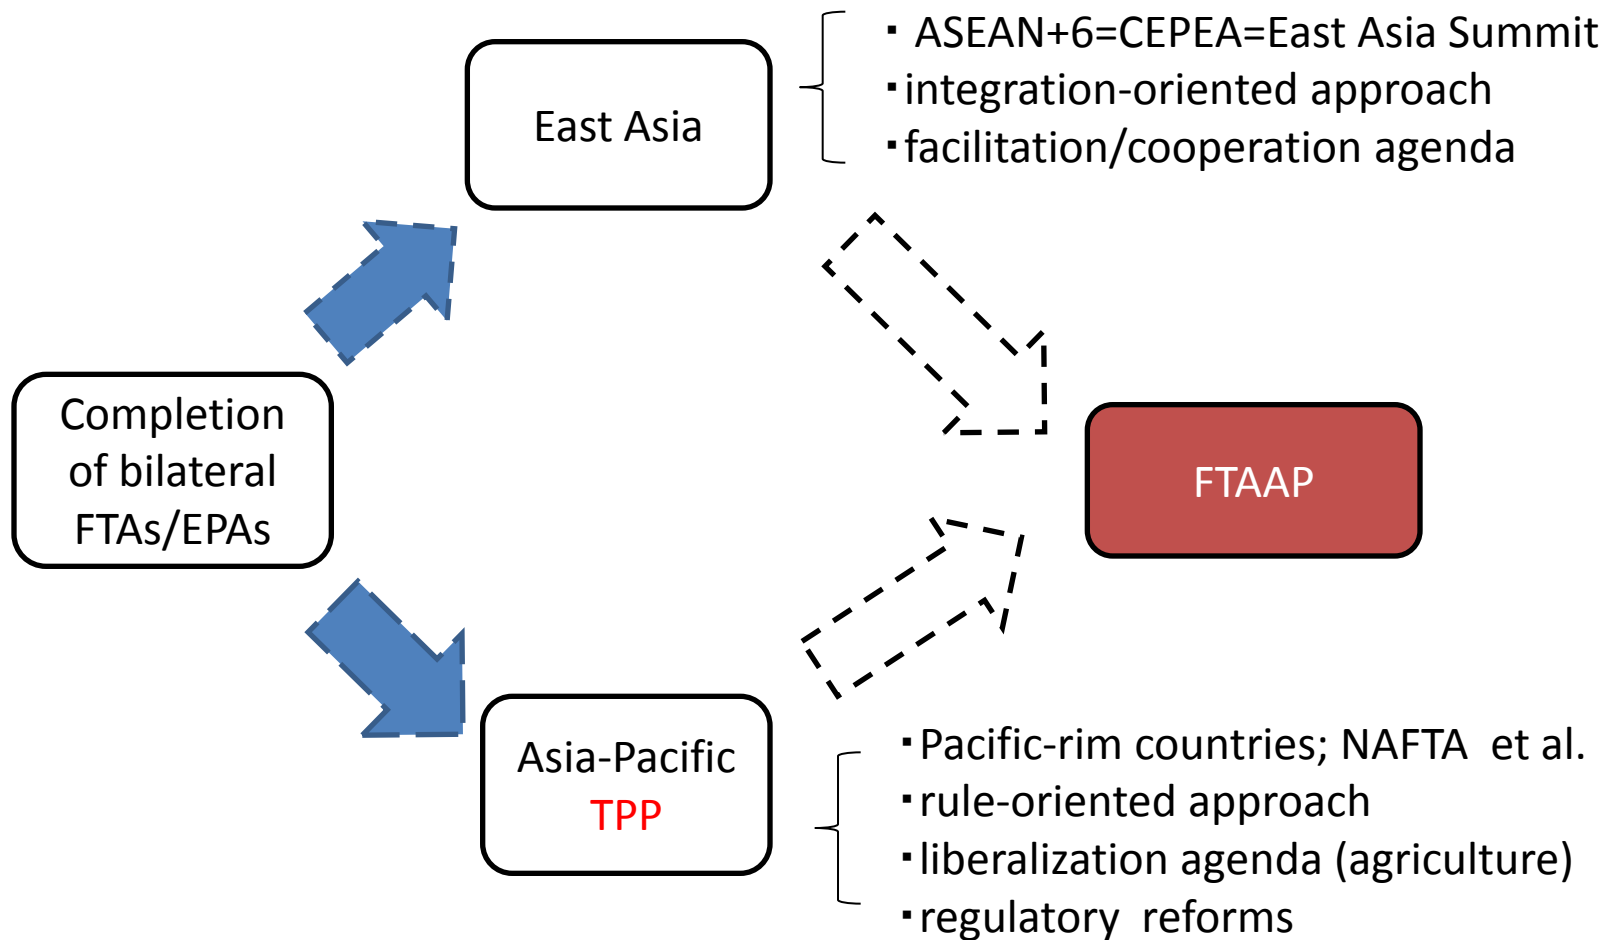 ・ ASEAN+6=CEPEA=East Asia Summit
・integration-oriented approach
・facilitation/cooperation agenda
East Asia
Completion
of bilateral
FTAs/EPAs
FTAAP
Asia-Pacific
TPP
・Pacific-rim countries; NAFTA et al.
・rule-oriented approach
・liberalization agenda (agriculture)
・regulatory reforms